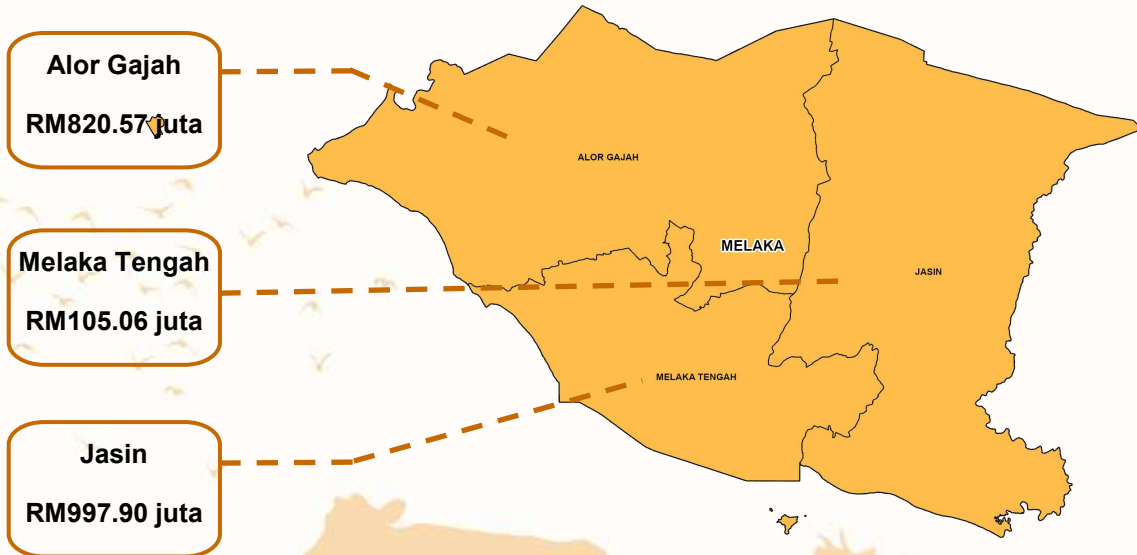 Alor Gajah
RM820.57 juta
Melaka Tengah
RM105.06 juta
Jasin
RM997.90 juta
ALOR GAJAH
MELAKA
JASIN
MELAKA TENGAH